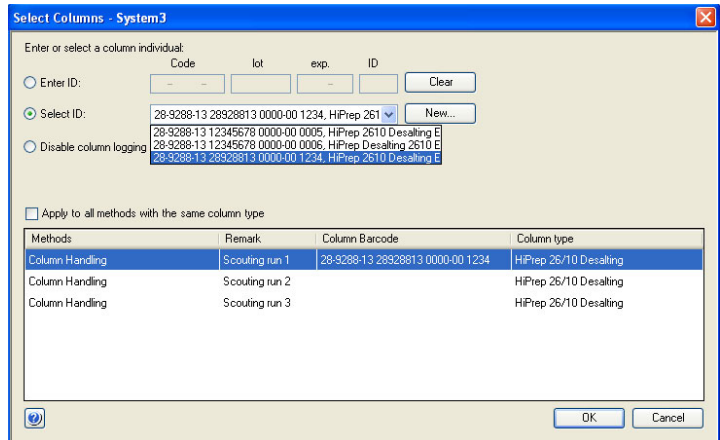 Select Columns - System3
Enter or select a column individual:
Code lot exp. ID
Enter ID: - - - Clear
Select ID: 28-9288-13 28928813 0000-00 1234, HiPrep 261 New...
28-9288-13 12345678 0000-00 0005, HiPrep 2610 Desalting E
Disable column logging 28-9288-13 12345678 0000-00 0006, HiPrep Desalting 2610 E
28-9288-13 28928813 0000-00 1234, HiPrep 2610 Desalting E
Apply to all methods with the same column type
Methods Remark Column Barcode Column type
Column Handling Scouting run 1 28-9288-13 28928813 0000-00 1234 HiPrep 26/10 Desalting
Column Handling Scouting run 2 HiPrep 26/10 Desalting
Column Handling Scouting run 3 HiPrep 26/10 Desalting
? OK Cancel